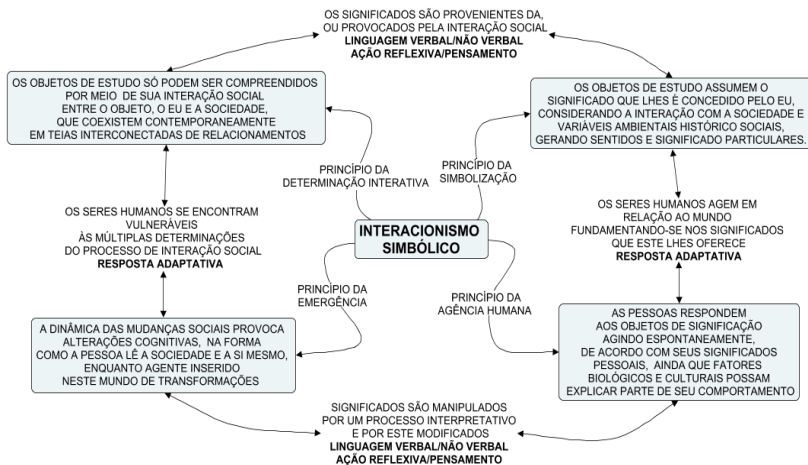 OS SIGNIFICADOS SÃO PROVENIENTES DA,
OU PROVOCADOS PELA INTERAÇÃO SOCIAL
LINGUAGEM VERBAL/NÃO VERBAL
AÇÃO REFLEXIVA/PENSAMENTO
OS OBJETOS DE ESTUDO SÓ PODEM SER COMPREENDIDOS
POR MEIO DE SUA INTERAÇÃO SOCIAL
ENTRE O OBJETO, O EU E A SOCIEDADE,
QUE COEXISTEM CONTEMPORANEAMENTE
EM TEIAS INTERCONECTADAS DE RELACIONAMENTOS
OS OBJETOS DE ESTUDO ASSUMEM O
SIGNIFICADO QUE LHES É CONCEDIDO PELO EU,
CONSIDERANDO A INTERAÇÃO COM A SOCIEDADE E
VARIÀVEIS AMBIENTAIS HISTÓRICO SOCIAIS,
GERANDO SENTIDOS E SIGNIFICADO PARTICULARES.
PRINCÍPIO DA
DETERMINAÇÃO INTERATIVA
PRINCÍPIO DA
SIMBOLIZAÇÃO
OS SERES HUMANOS SE ENCONTRAM
VULNERÁVEIS
ÀS MÚLTIPLAS DETERMINAÇÕES
DO PROCESSO DE INTERAÇÃO SOCIAL
RESPOSTA ADAPTATIVA
INTERACIONISMO
SIMBÓLICO
OS SERES HUMANOS AGEM EM
RELAÇÃO AO MUNDO
FUNDAMENTANDO-SE NOS SIGNIFICADOS
QUE ESTE LHES OFERECE
RESPOSTA ADAPTATIVA
PRINCÍPIO DA
EMERGÊNCIA
PRINCÍPIO DA
AGÊNCIA HUMANA
A DINÂMICA DAS MUDANÇAS SOCIAIS PROVOCA
ALTERAÇÕES COGNITIVAS, NA FORMA
COMO A PESSOA LÊ A SOCIEDADE E A SI MESMO,
ENQUANTO AGENTE INSERIDO
NESTE MUNDO DE TRANSFORMAÇÕES
AS PESSOAS RESPONDEM
AOS OBJETOS DE SIGNIFICAÇÃO
AGINDO ESPONTANEAMENTE,
DE ACORDO COM SEUS SIGNIFICADOS
PESSOAIS, AINDA QUE FATORES
BIOLÓGICOS E CULTURAIS POSSAM
EXPLICAR PARTE DE SEU COMPORTAMENTO
SIGNIFICADOS SÃO MANIPULADOS
POR UM PROCESSO INTERPRETATIVO
E POR ESTE MODIFICADOS
LINGUAGEM VERBAL/NÃO VERBAL
AÇÃO REFLEXIVA/PENSAMENTO